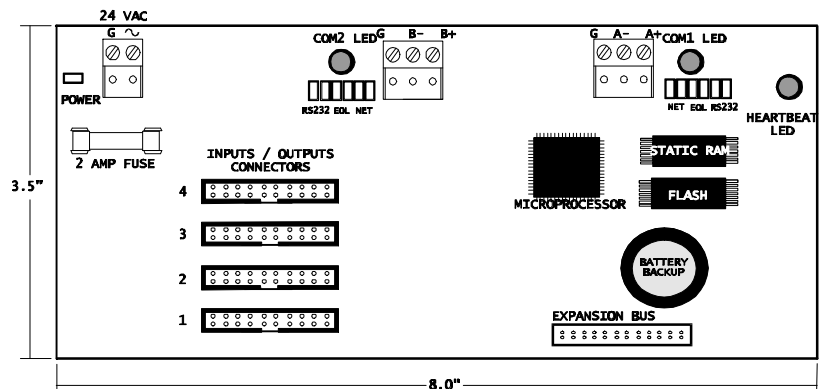 24 VAC
G ∿
POWER
2 AMP FUSE
COM2 LED
G B- B+
RS232 EOL NET
G A- A+
COM1 LED
NET EOL RS232
HEARTBEAT
LED
INPUTS / OUTPUTS
CONNECTORS
4
3
2
1
MICROPROCESSOR
STATIC RAM
FLASH
BATTERY
BACKUP
EXPANSION BUS
3.5"
8.0"